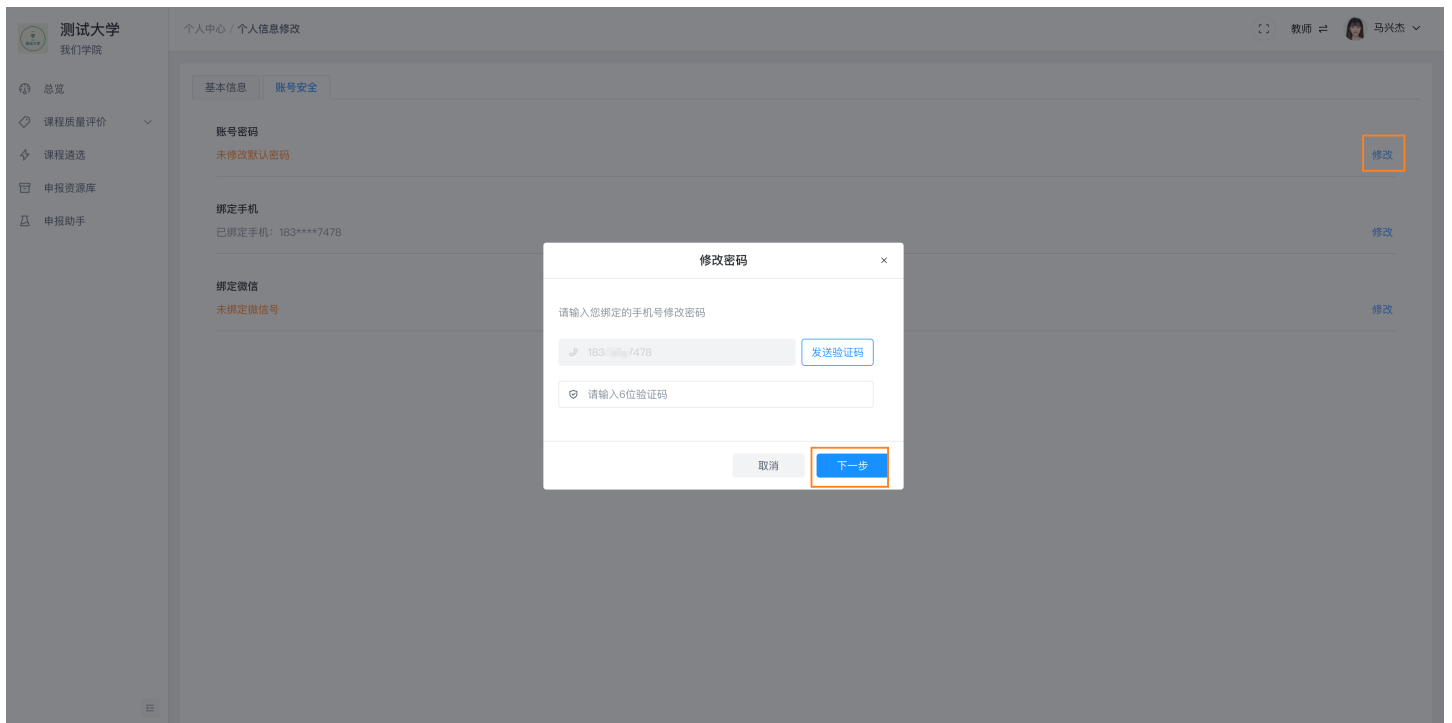 测试大学
我们学院
个人中心 / 个人信息修改
教师
马兴杰
总览
课程质量评价
课程遴选
申报资源库
申报助手
基本信息
账号安全
账号密码
未修改默认密码
修改
绑定手机
已绑定手机：183****7478
修改
绑定微信
未绑定微信号
修改
修改密码
×
请输入您绑定的手机号修改密码
183 7478
发送验证码
请输入6位验证码
取消
下一步